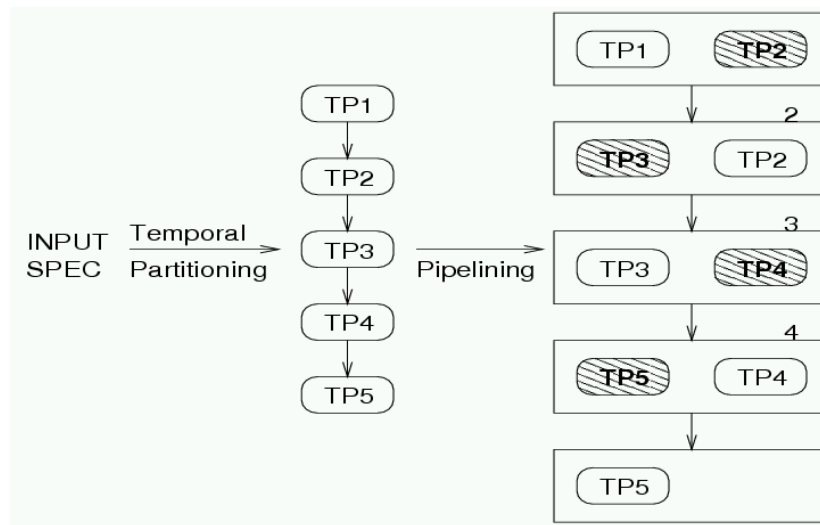 INPUT
SPEC
Temporal
Partitioning
TP1
TP2
TP3
TP4
TP5
Pipelining
TP1 TP2
2
TP3 TP2
3
TP3 TP4
4
TP5 TP4
TP5